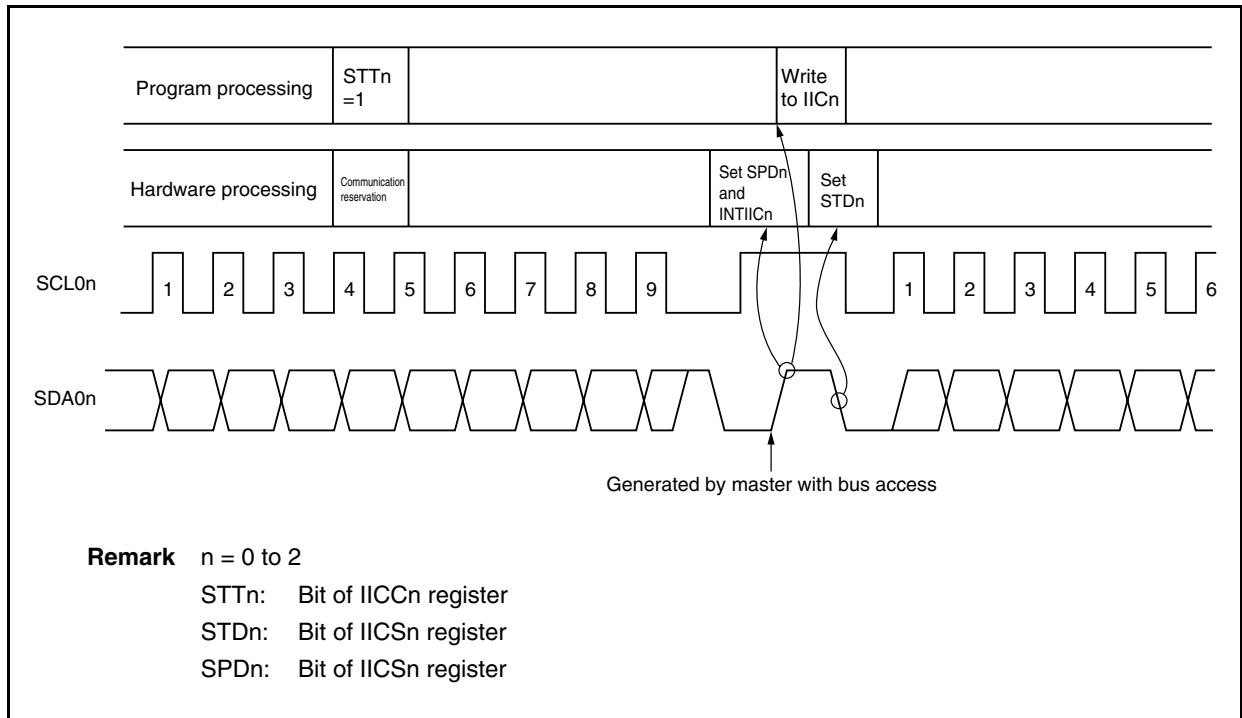 Program processing
STTn
=1
Write
to IICn
Hardware processing
Communication
reservation
Set SPDn
and
INTIICn
Set
STDn
SCL0n
1 2 3 4 5 6 7 8 9 1 2 3 4 5 6
SDA0n
Generated by master with bus access
Remark n = 0 to 2
STTn: Bit of IICCn register
STDn: Bit of IICSn register
SPDn: Bit of IICSn register